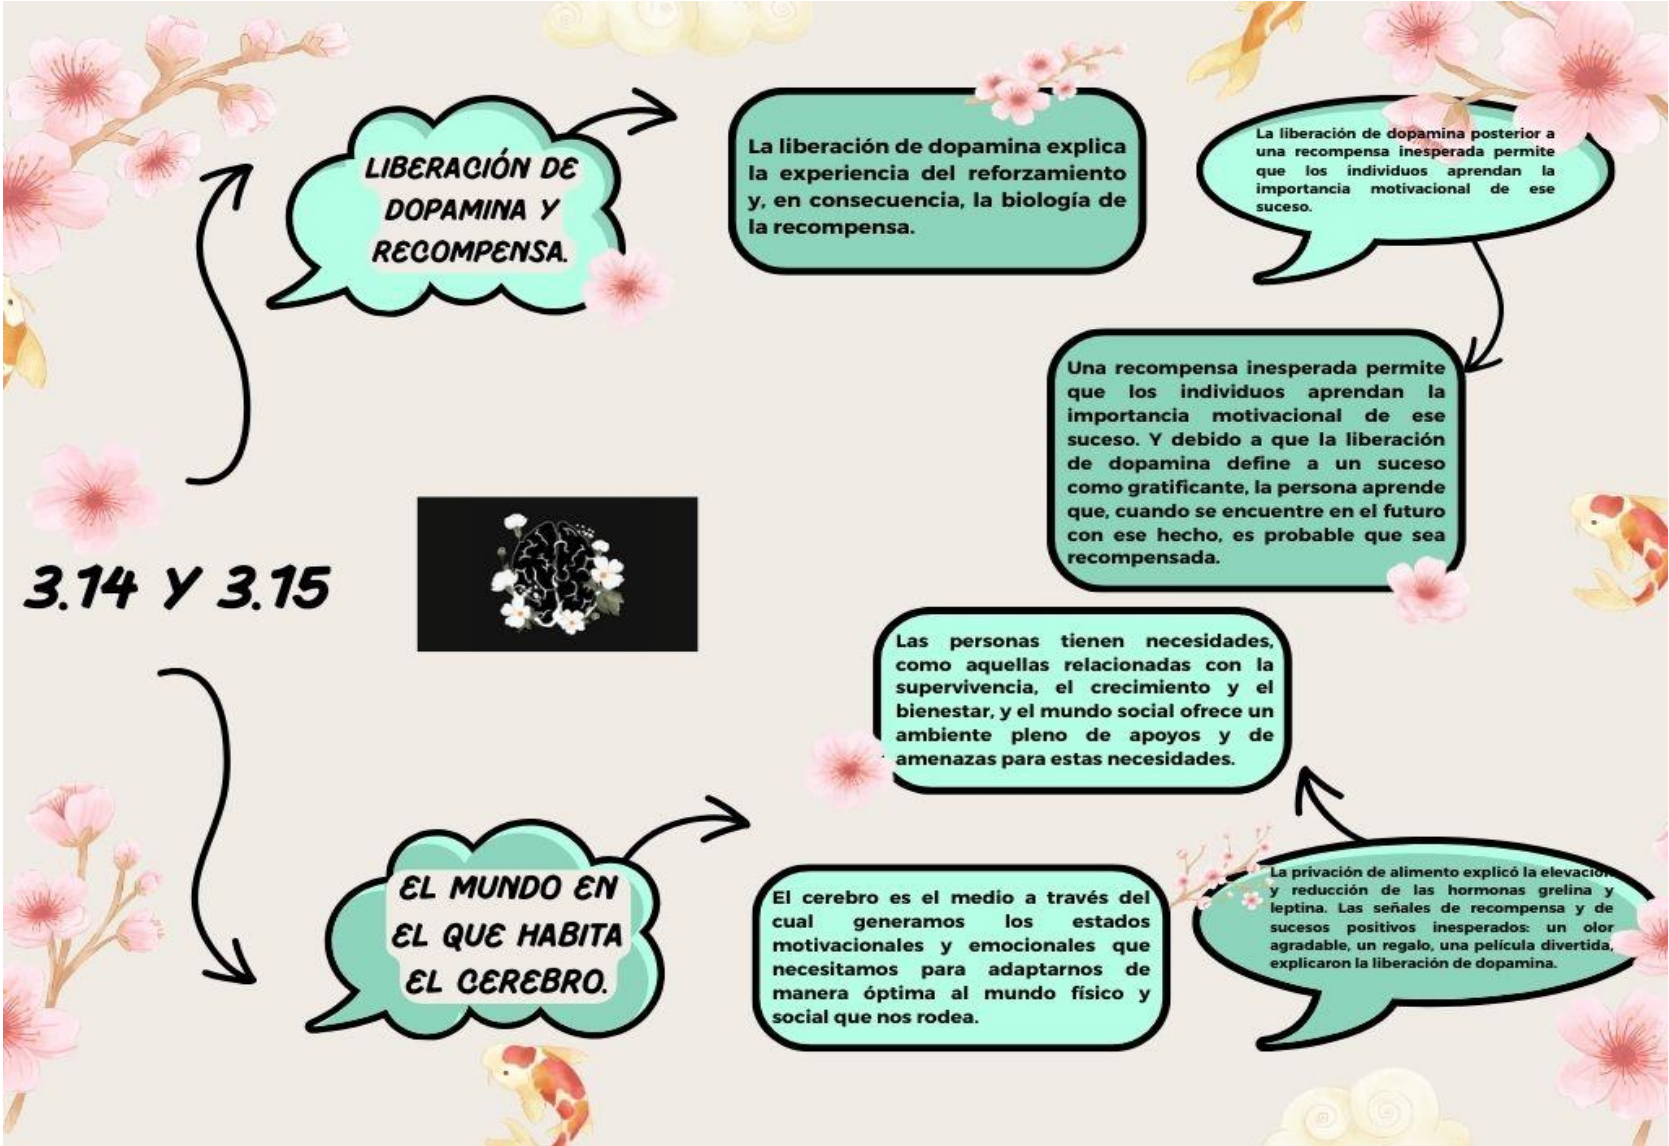 LIBERACIÓN DE
DOPAMINA Y
RECOMPENSA.
La liberación de dopamina explica
la experiencia del reforzamiento
y, en consecuencia, la biología de
la recompensa.
La liberación de dopamina posterior a
una recompensa inesperada permite
que los individuos aprendan la
importancia motivacional de ese
suceso.
Una recompensa inesperada permite
que los individuos aprendan la
importancia motivacional de ese
suceso. Y debido a que la liberación
de dopamina define a un suceso
como gratificante, la persona aprende
que, cuando se encuentre en el futuro
con ese hecho, es probable que sea
recompensada.
3.14 Y 3.15
EL MUNDO EN
EL QUE HABITA
EL CEREBRO.
El cerebro es el medio a través del
cual generamos los estados
motivacionales y emocionales que
necesitamos para adaptarnos de
manera óptima al mundo físico y
social que nos rodea.
La privación de alimento explicó la elevación
y reducción de las hormonas grelina y
leptina. Las señales de recompensa y de
sucesos positivos inesperados: un olor
agradable, un regalo, una película divertida,
explicaron la liberación de dopamina.
Las personas tienen necesidades,
como aquellas relacionadas con la
supervivencia, el crecimiento y el
bienestar, y el mundo social ofrece un
ambiente pleno de apoyos y de
amenazas para estas necesidades.